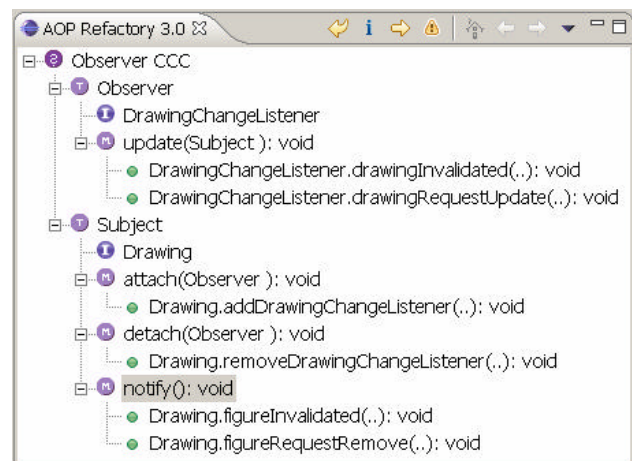 AOP Refactory 3.0
Observer CCC
Observer
DrawingChangeListener
update(Subject ): void
DrawingChangeListener.drawingInvalidated(..): void
DrawingChangeListener.drawingRequestUpdate(..): void
Subject
Drawing
attach(Observer ): void
Drawing.addDrawingChangeListener(..): void
detach(Observer ): void
Drawing.removeDrawingChangeListener(..): void
notify(): void
Drawing.figureInvalidated(..): void
Drawing.figureRequestRemove(..): void